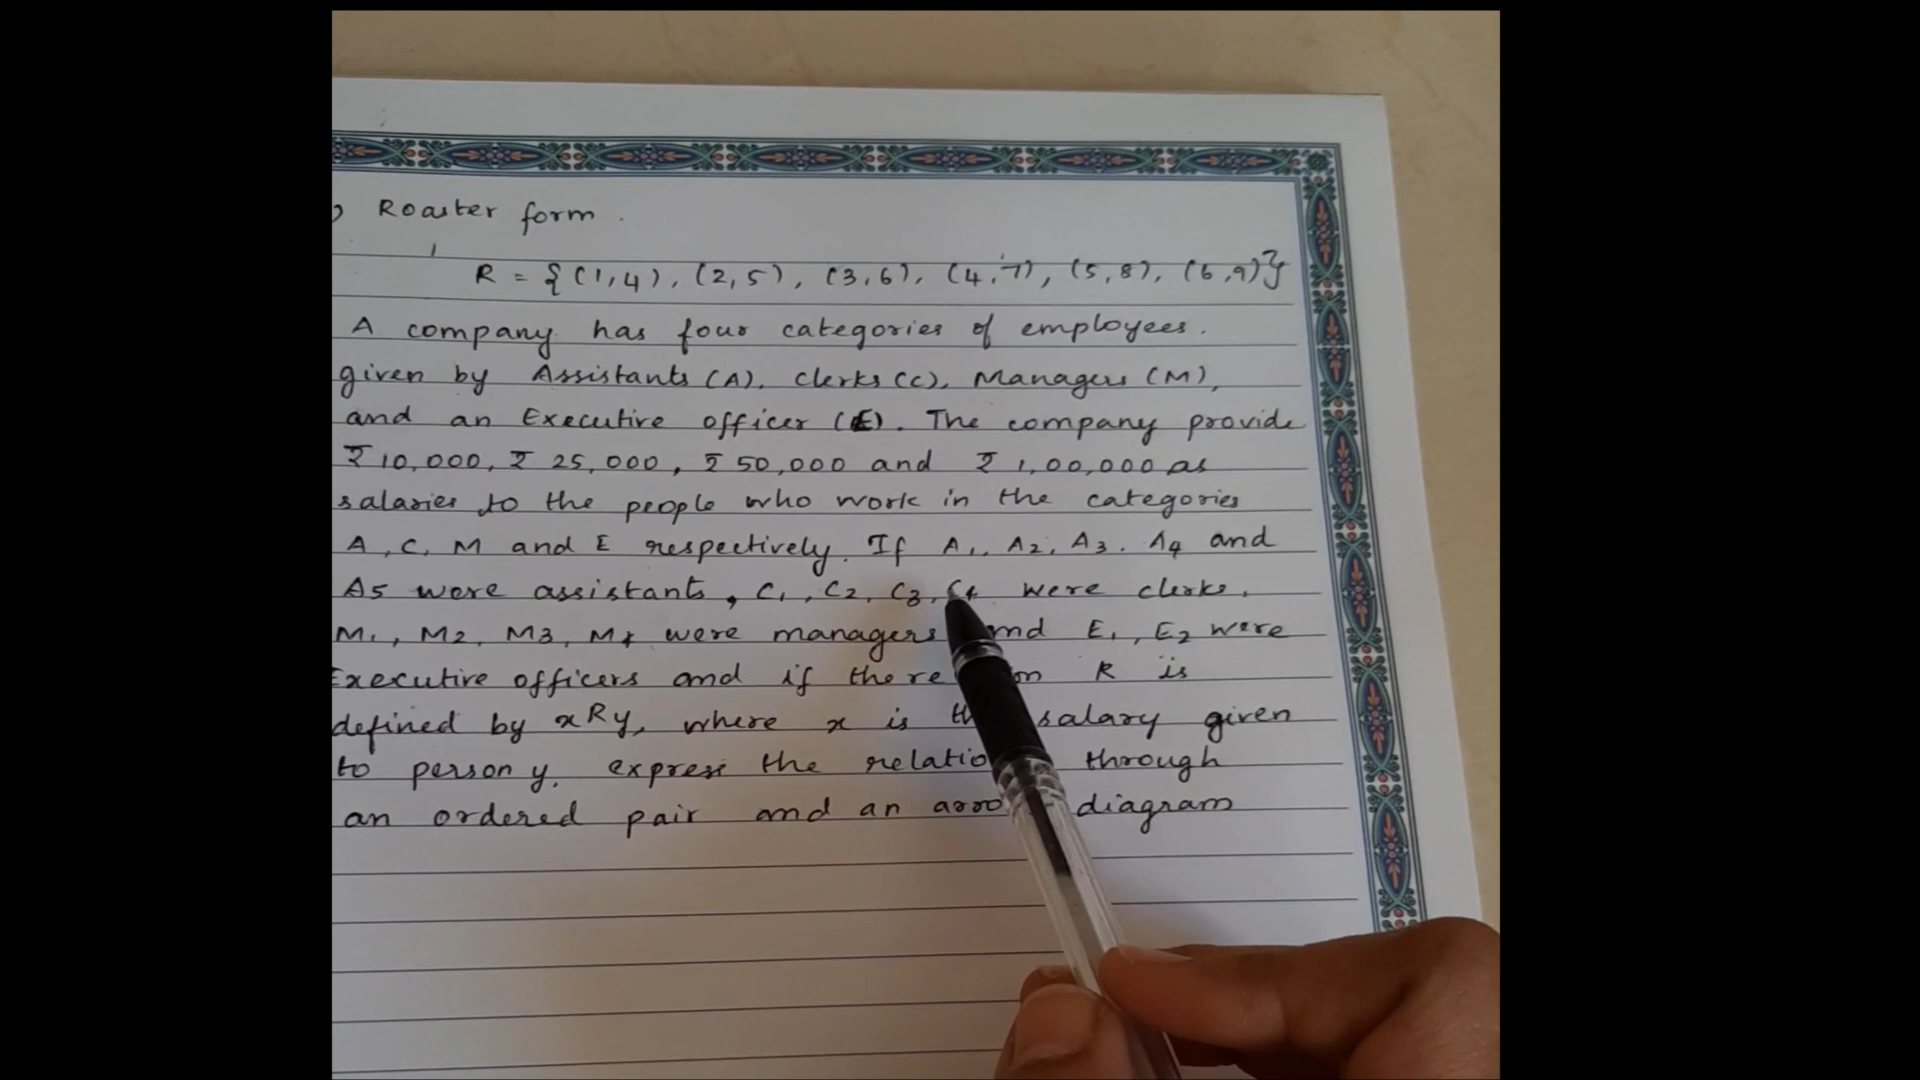 Roaster form.
R = {(1,4), (2,5), (3,6), (4,7), (5,8), (6,9)}
A company has four categories of employees.
given by Assistants (A), Clerks (C), Managers (M),
and an Executive officer (E). The company provide
₹ 10,000, ₹ 25,000, ₹ 50,000 and ₹ 1,00,000 as
salaries to the people who work in the categories
A, C, M and E respectively. If A1, A2, A3, A4 and
A5 were assistants, C1, C2, C3, C4 were clerks,
M1, M2, M3, M4 were managers and E1, E2 were
Executive officers and if the R is
defined by xRy, where x is salary given
to person y. express the through
an ordered pair and an diagram